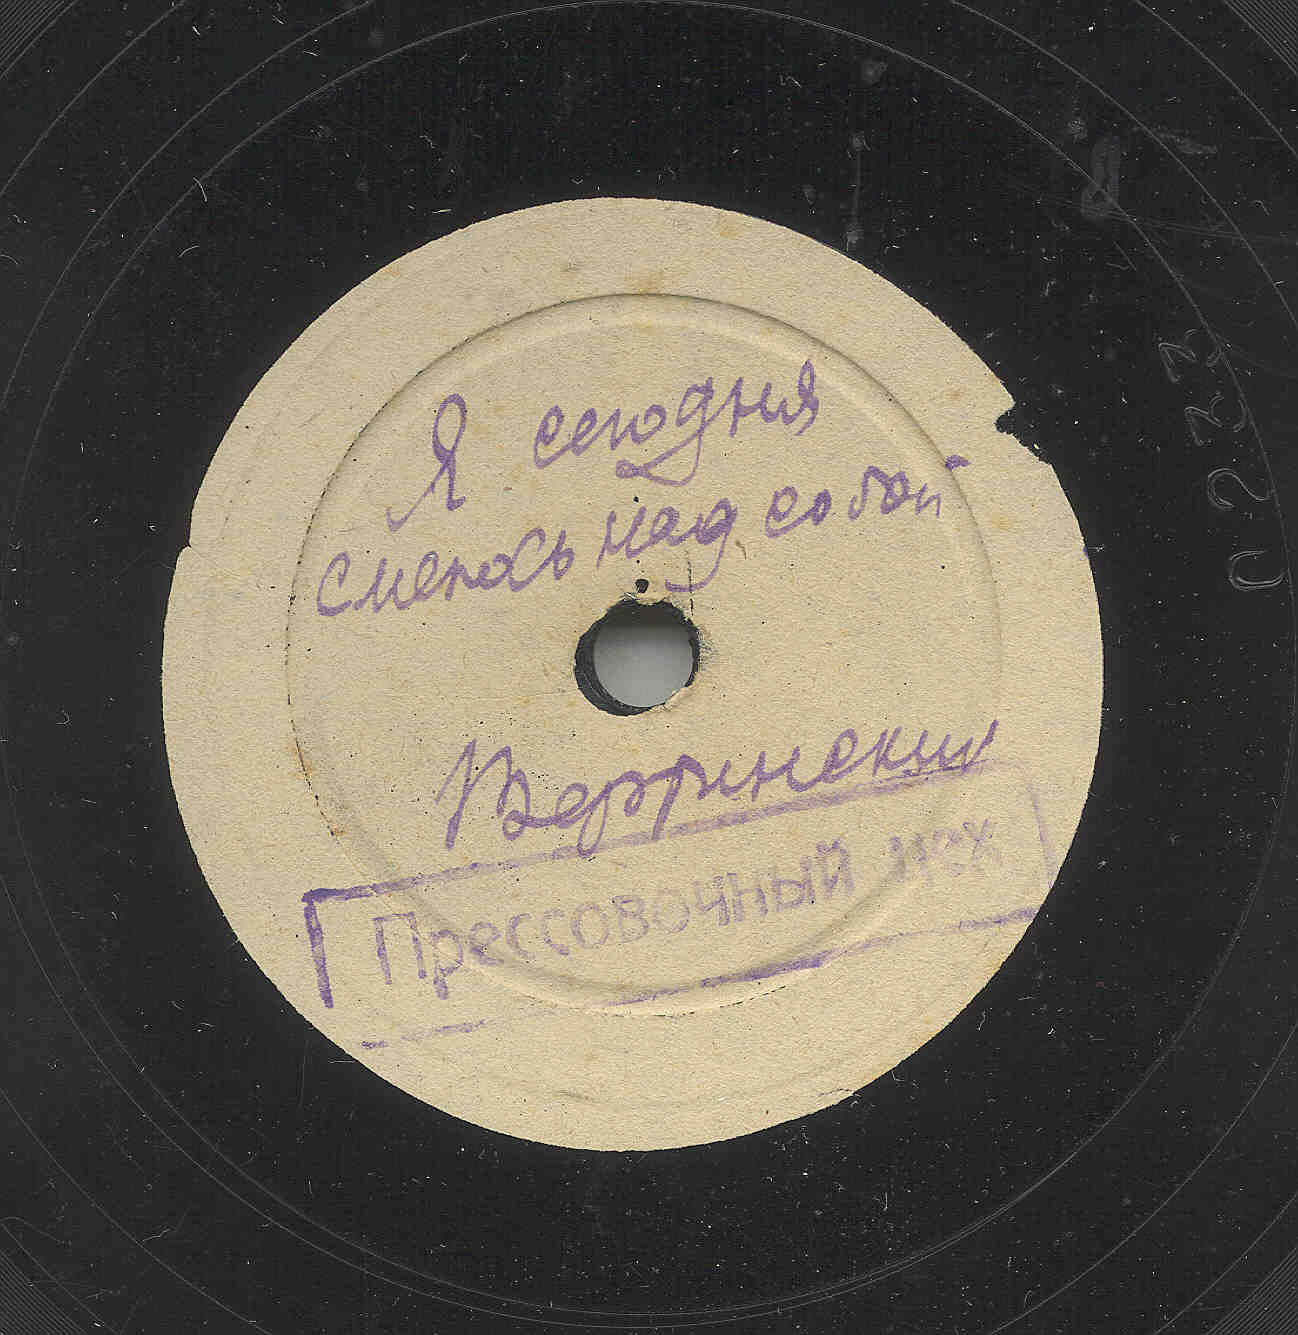 Я сегодня
смеюсь над собой
Вертинский
Прессовочный цех
0233